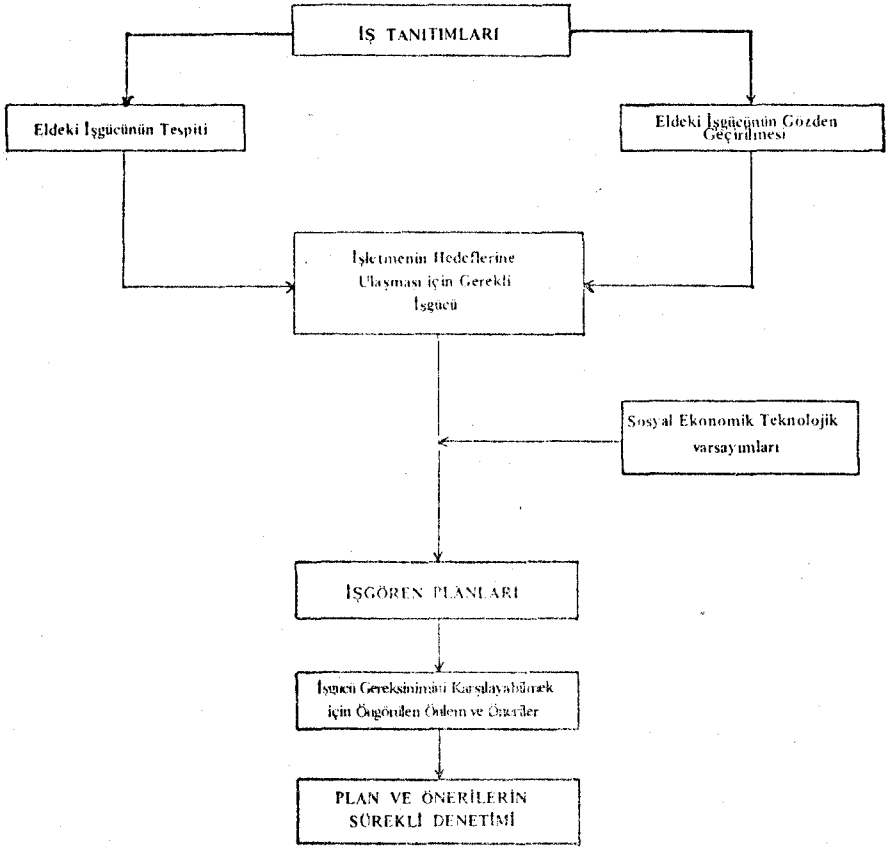 İŞ TANITIMLARI
Eldeki İşgücünün Tespiti
Eldeki İşgücünün Gözden
Geçirilmesi
İşletmenin Hedeflerine
Ulaşması için Gerekli
İşgücü
Sosyal Ekonomik Teknolojik
varsayımları
İŞGÖREN PLANLARI
İşgücü Gereksinimini Karşılayabilmek
için Öngörülen Önlem ve Öneriler
PLAN VE ÖNERİLERİN
SÜREKLİ DENETİMİ